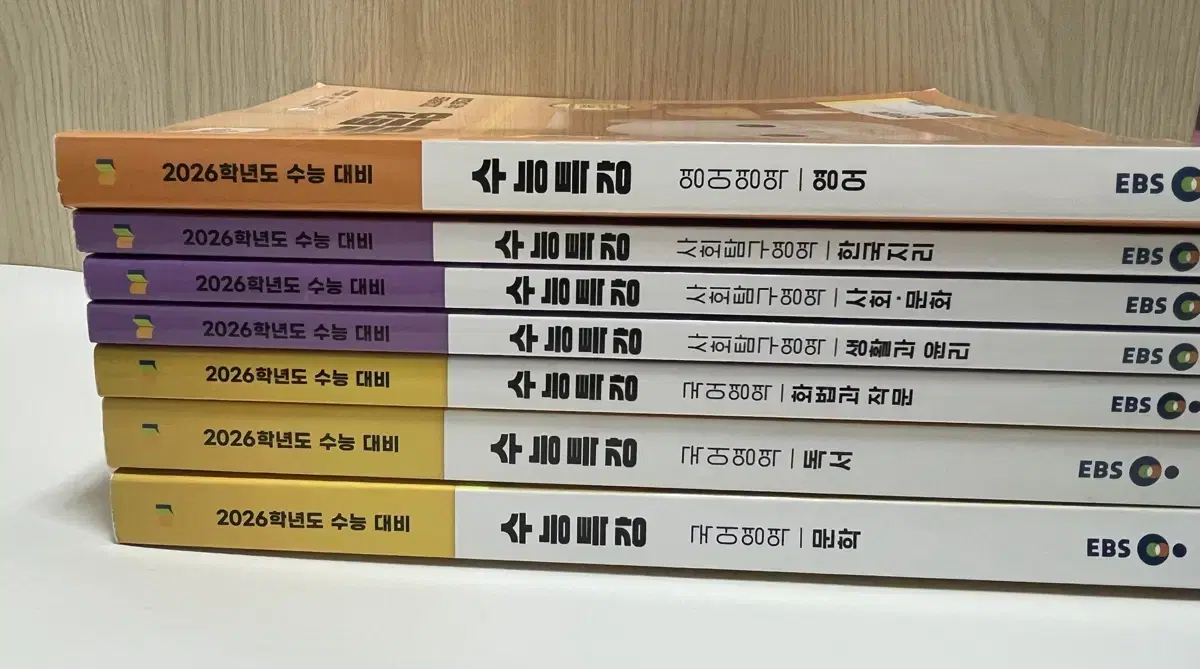 2026학년도 수능 대비 수능특강 영어영역 | 영어 EBS
2026학년도 수능 대비 수능특강 사회탐구영역 | 한국지리 EBS
2026학년도 수능 대비 수능특강 사회탐구영역 | 사회·문화 EBS
2026학년도 수능 대비 수능특강 사회탐구영역 | 생활과 윤리 EBS
2026학년도 수능 대비 수능특강 국어영역 | 화법과 작문 EBS
2026학년도 수능 대비 수능특강 국어영역 | 독서 EBS
2026학년도 수능 대비 수능특강 국어영역 | 문학 EBS